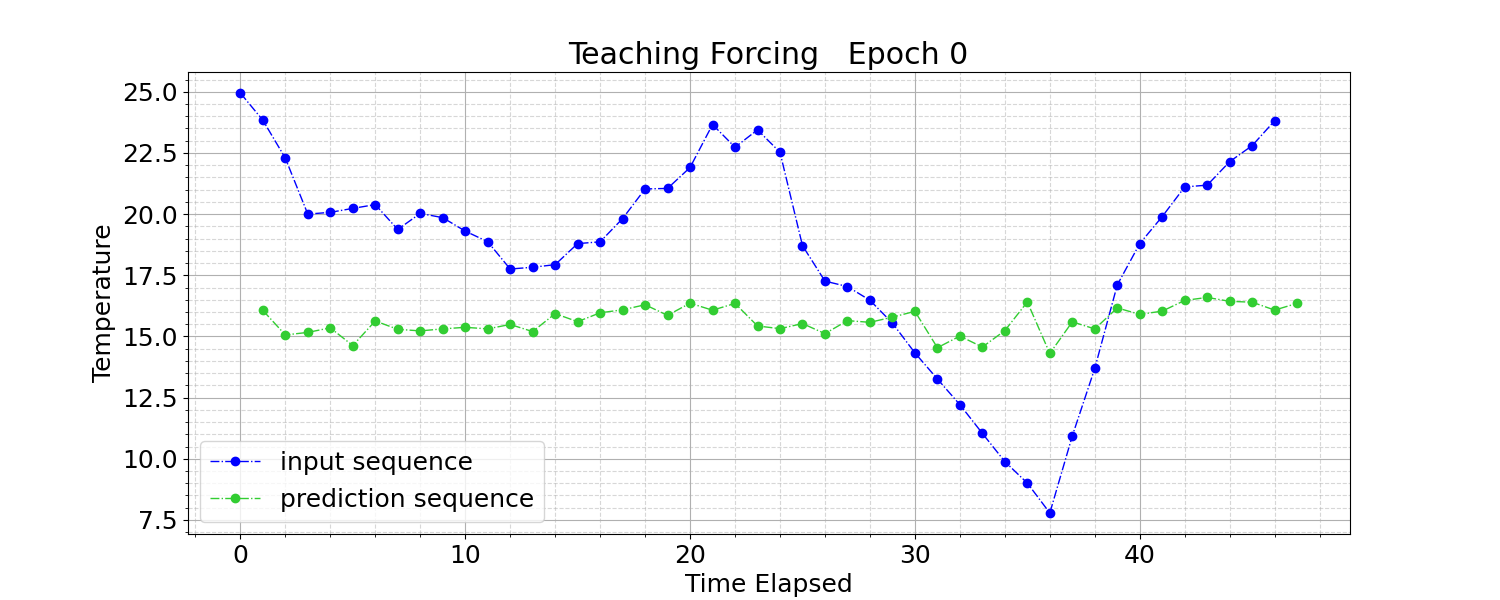 Teaching Forcing   Epoch 0
25.0
22.5
20.0
17.5
15.0
12.5
10.0
7.5
Temperature
input sequence
prediction sequence
0 10 20 30 40
Time Elapsed